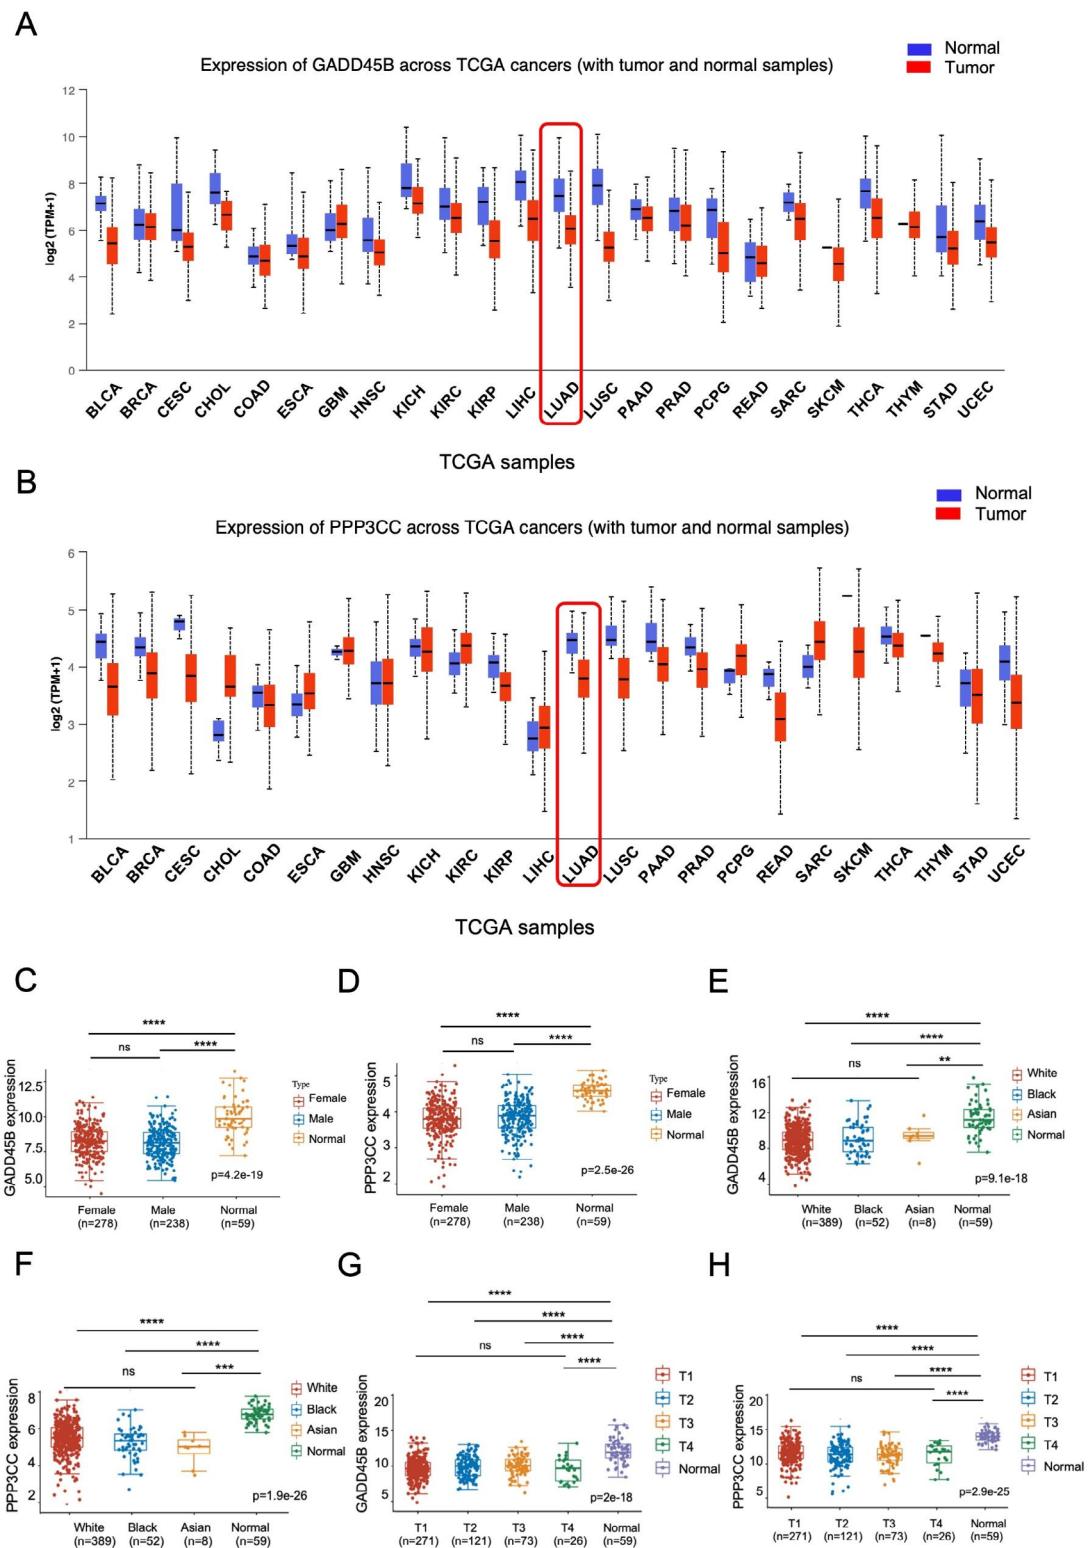 A
Expression of GADD45B across TCGA cancers (with tumor and normal samples)
Normal
Tumor
12
10
8
6
4
2
0
log2 (TPM+1)
BLCA BRCA CESC CHOL COAD ESCA GBM HNSC KICH KIRC KIRP LIHC LUAD LUSC PAAD PRAD PCPG READ SARC SKCM THCA THYM STAD UCEC
TCGA samples
B
Expression of PPP3CC across TCGA cancers (with tumor and normal samples)
Normal
Tumor
6
5
4
3
2
1
log2 (TPM+1)
BLCA BRCA CESC CHOL COAD ESCA GBM HNSC KICH KIRC KIRP LIHC LUAD LUSC PAAD PRAD PCPG READ SARC SKCM THCA THYM STAD UCEC
TCGA samples
C
****
ns ****
GADD45B expression
12.5
10.0
7.5
5.0
Type
Female
Male
Normal
p=4.2e-19
Female Male Normal
(n=278) (n=238) (n=59)
D
****
ns ****
PPP3CC expression
5
4
3
2
Type
Female
Male
Normal
p=2.5e-26
Female Male Normal
(n=278) (n=238) (n=59)
E
****
****
ns **
GADD45B expression
16
12
8
4
White
Black
Asian
Normal
p=9.1e-18
White Black Asian Normal
(n=389) (n=52) (n=8) (n=59)
F
****
****
ns ***
PPP3CC expression
8
6
4
2
White
Black
Asian
Normal
p=1.9e-26
White Black Asian Normal
(n=389) (n=52) (n=8) (n=59)
G
****
****
****
ns
****
GADD45B expression
20
15
10
5
T1
T2
T3
T4
Normal
p=2e-18
T1 T2 T3 T4 Normal
(n=271) (n=121) (n=73) (n=26) (n=59)
H
****
****
****
ns
****
PPP3CC expression
20
15
10
5
T1
T2
T3
T4
Normal
p=2.9e-25
T1 T2 T3 T4 Normal
(n=271) (n=121) (n=73) (n=26) (n=59)